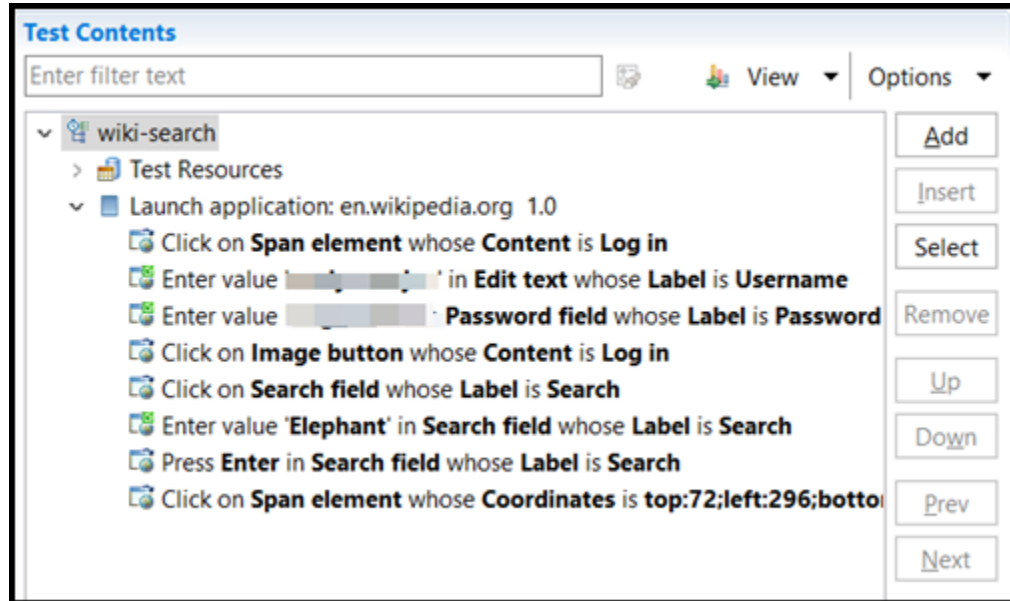 Test Contents
Enter filter text
View
Options
wiki-search
Test Resources
Launch application: en.wikipedia.org 1.0
Click on Span element whose Content is Log in
Enter value ' ' in Edit text whose Label is Username
Enter value Password field whose Label is Password
Click on Image button whose Content is Log in
Click on Search field whose Label is Search
Enter value 'Elephant' in Search field whose Label is Search
Press Enter in Search field whose Label is Search
Click on Span element whose Coordinates is top:72;left:296;
Add
Insert
Select
Remove
Up
Down
Prev
Next